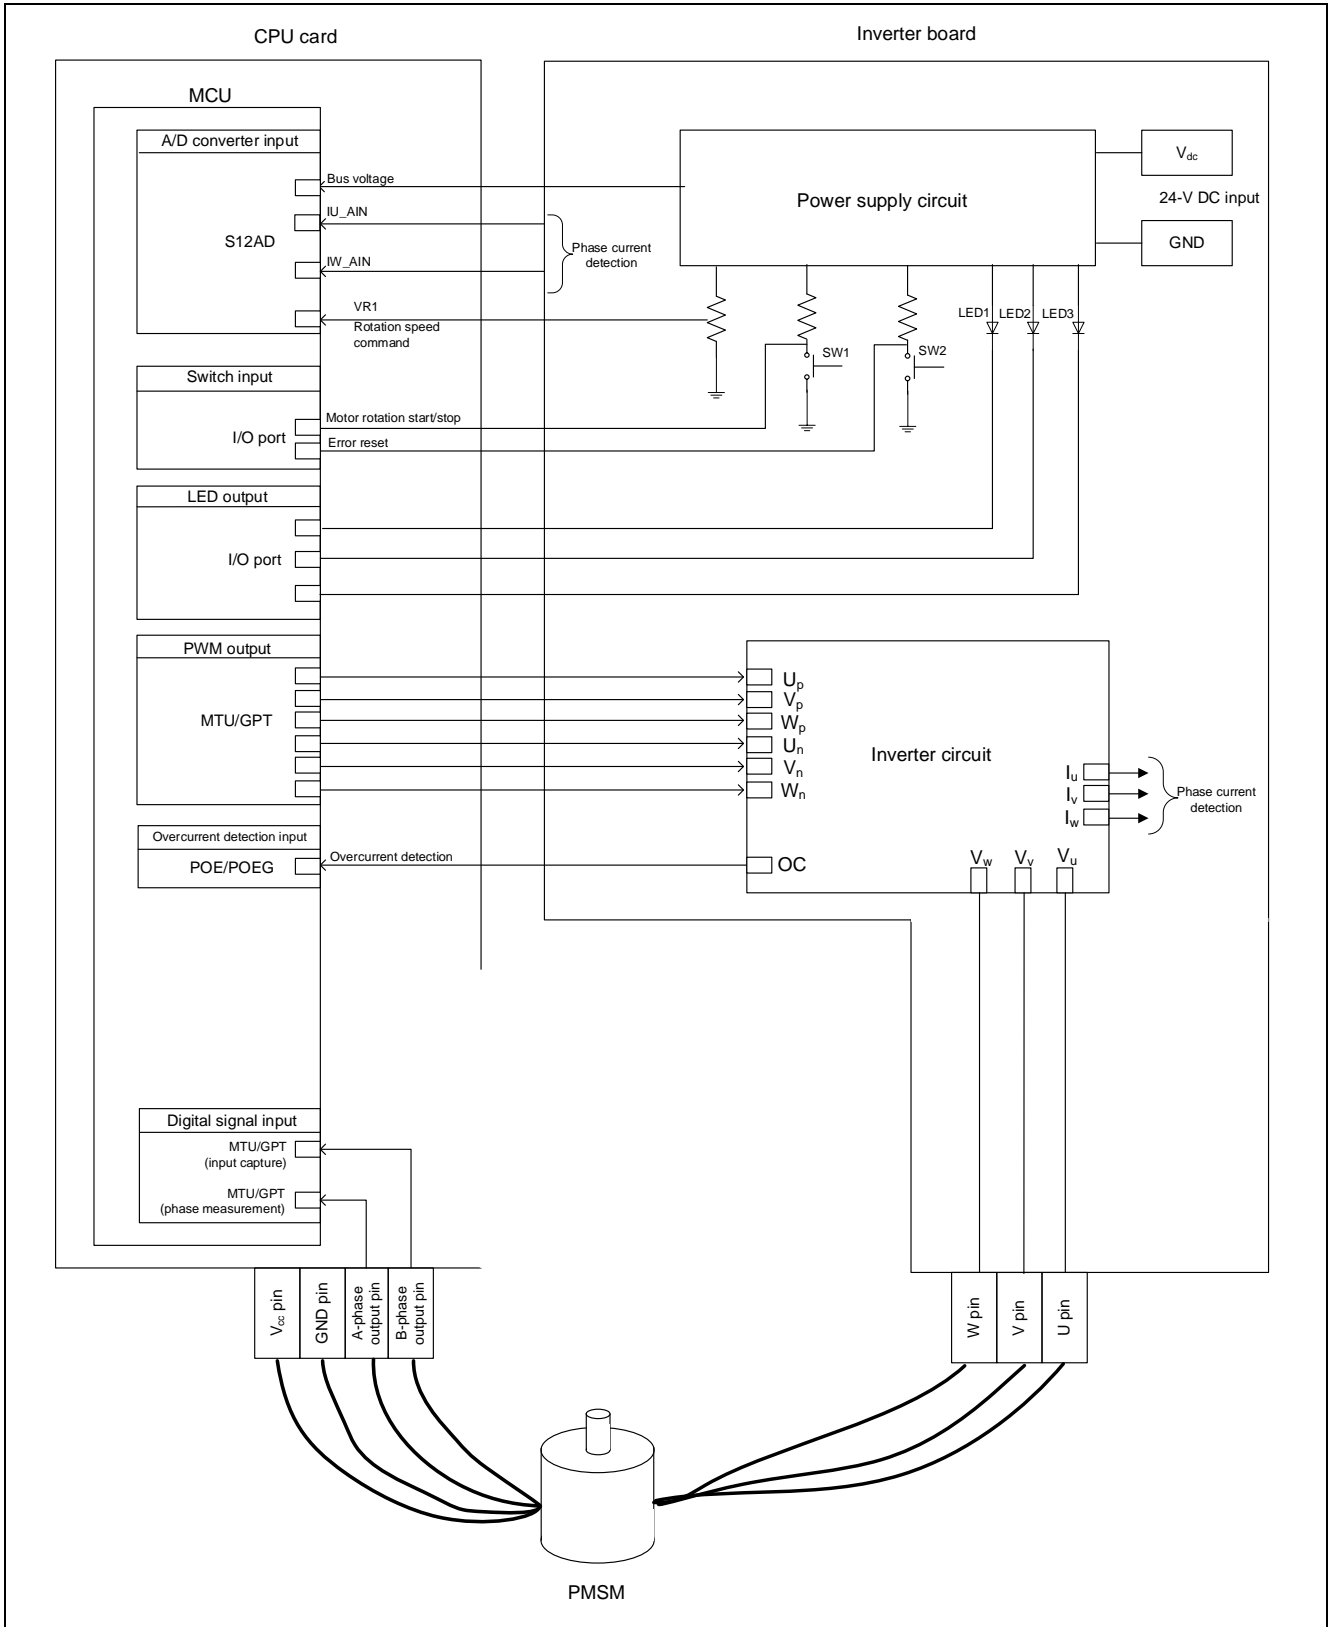 CPU card
Inverter board
MCU
A/D converter input
S12AD
Bus voltage
IU_AIN
IW_AIN
Phase current
detection
VR1
Rotation speed
command
Power supply circuit
Vdc
24-V DC input
GND
SW1
SW2
LED1
LED2
LED3
Switch input
I/O port
Motor rotation start/stop
Error reset
LED output
I/O port
PWM output
MTU/GPT
Up
Vp
Wp
Un
Vn
Wn
Inverter circuit
Iu
Iv
Iw
Phase current
detection
Overcurrent detection input
POE/POEG
Overcurrent detection
OC
Vw
Vv
Vu
Digital signal input
MTU/GPT
(input capture)
MTU/GPT
(phase measurement)
Vcc pin
GND pin
A-phase
output pin
B-phase
output pin
W pin
V pin
U pin
PMSM